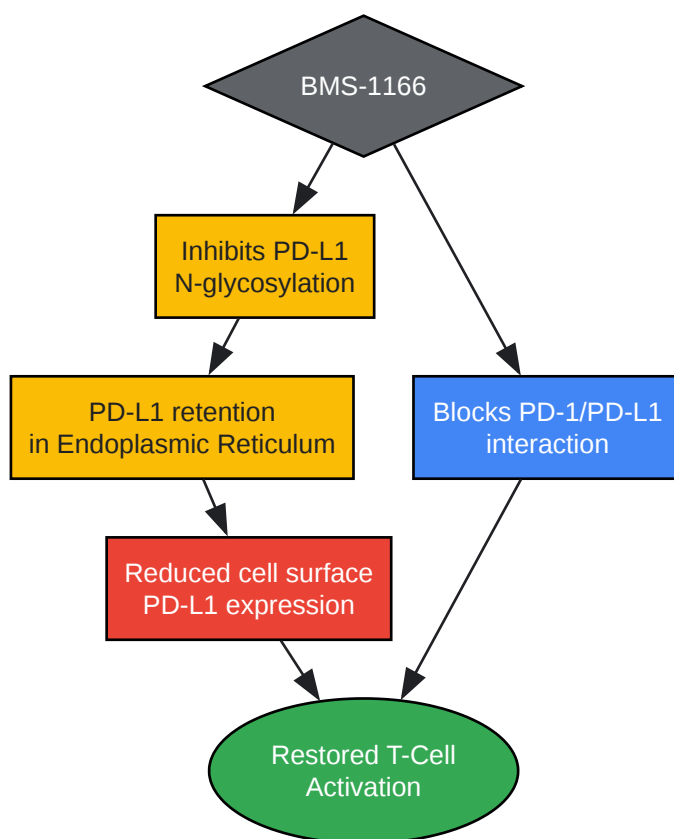 BMS-1166
Inhibits PD-L1
N-glycosylation
PD-L1 retention
in Endoplasmic Reticulum
Blocks PD-1/PD-L1
interaction
Reduced cell surface
PD-L1 expression
Restored T-Cell
Activation